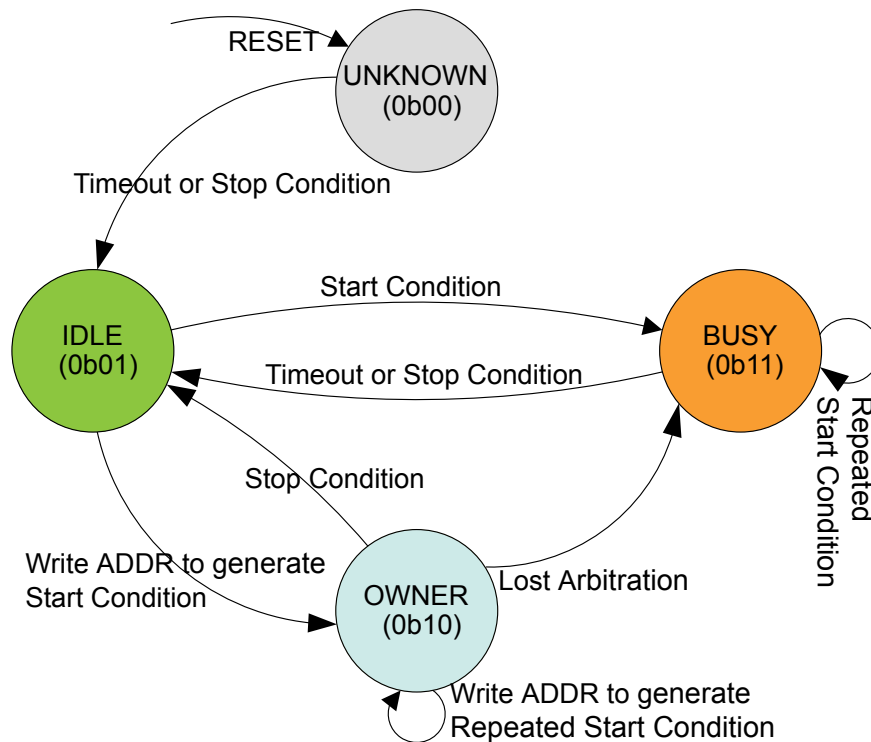 RESET
UNKNOWN
(0b00)
Timeout or Stop Condition
Start Condition
IDLE
(0b01)
BUSY
(0b11)
Timeout or Stop Condition
Repeated
Start Condition
Stop Condition
Write ADDR to generate
Start Condition
Lost Arbitration
OWNER
(0b10)
Write ADDR to generate
Repeated Start Condition